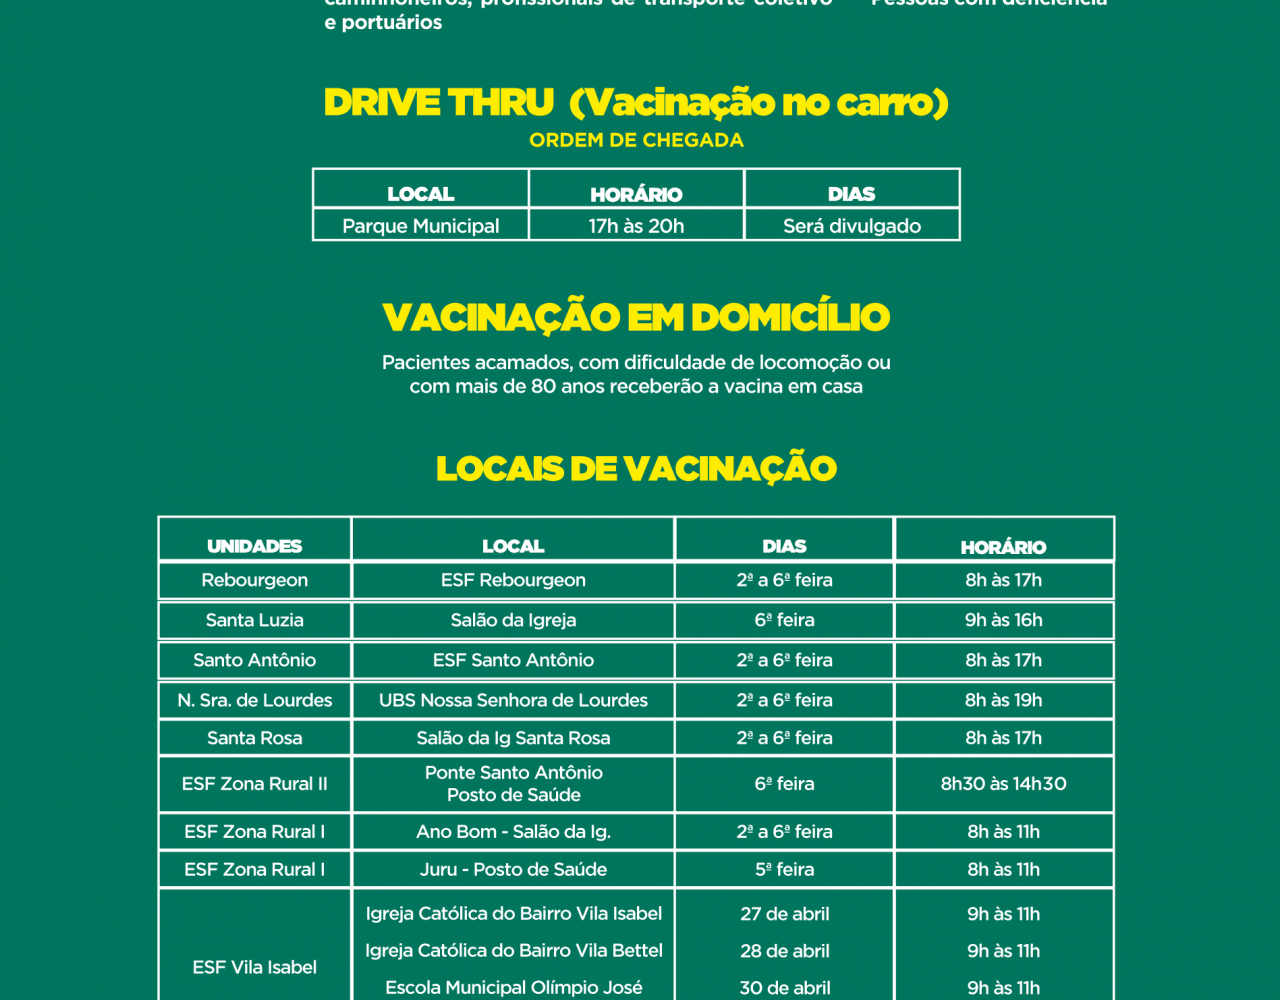 caminhoneiros, profissionais de transporte coletivo
e portuários
Pessoas com deficiência
DRIVE THRU (Vacinação no carro)
ORDEM DE CHEGADA
LOCAL HORÁRIO DIAS
Parque Municipal 17h às 20h Será divulgado
VACINAÇÃO EM DOMICÍLIO
Pacientes acamados, com dificuldade de locomoção ou
com mais de 80 anos receberão a vacina em casa
LOCAIS DE VACINAÇÃO
UNIDADES LOCAL DIAS HORÁRIO
Rebourgeon ESF Rebourgeon 2ª a 6ª feira 8h às 17h
Santa Luzia Salão da Igreja 6ª feira 9h às 16h
Santo Antônio ESF Santo Antônio 2ª a 6ª feira 8h às 17h
N. Sra. de Lourdes UBS Nossa Senhora de Lourdes 2ª a 6ª feira 8h às 19h
Santa Rosa Salão da Ig Santa Rosa 2ª a 6ª feira 8h às 17h
ESF Zona Rural II Ponte Santo Antônio
Posto de Saúde 6ª feira 8h30 às 14h30
ESF Zona Rural I Ano Bom - Salão da Ig. 2ª a 6ª feira 8h às 11h
ESF Zona Rural I Juru - Posto de Saúde 5ª feira 8h às 11h
ESF Vila Isabel Igreja Católica do Bairro Vila Isabel 27 de abril 9h às 11h
Igreja Católica do Bairro Vila Bettel 28 de abril 9h às 11h
Escola Municipal Olímpio José 30 de abril 9h às 11h